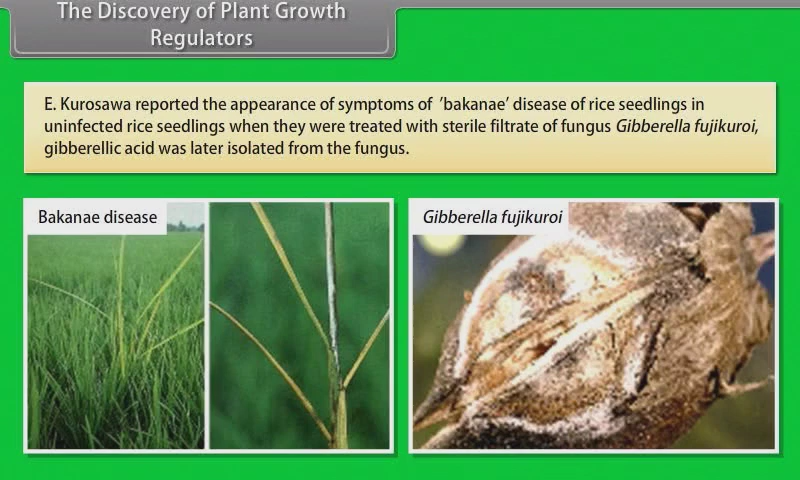 The Discovery of Plant Growth
Regulators
E. Kurosawa reported the appearance of symptoms of 'bakanae' disease of rice seedlings in
uninfected rice seedlings when they were treated with sterile filtrate of fungus Gibberella fujikuroi,
gibberellic acid was later isolated from the fungus.
Bakanae disease
Gibberella fujikuroi